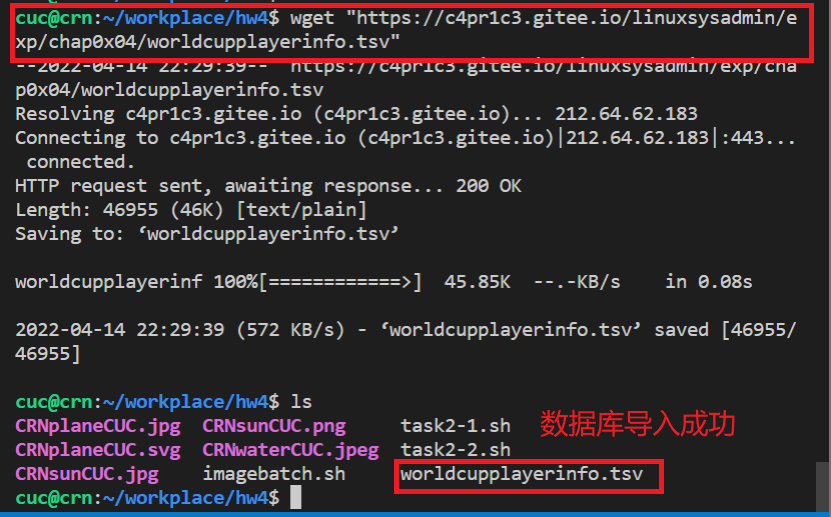 cuc@crn:~/workplace/hw4$ wget "https://c4pr1c3.gitee.io/linuxsysadmin/e
xp/chap0x04/worldcupplayerinfo.tsv"
--2022-04-14 22:29:39-- https://c4pr1c3.gitee.io/linuxsysadmin/exp/cha
p0x04/worldcupplayerinfo.tsv
Resolving c4pr1c3.gitee.io (c4pr1c3.gitee.io)... 212.64.62.183
Connecting to c4pr1c3.gitee.io (c4pr1c3.gitee.io)|212.64.62.183|:443...
 connected.
HTTP request sent, awaiting response... 200 OK
Length: 46955 (46K) [text/plain]
Saving to: ‘worldcupplayerinfo.tsv’
worldcupplayerinf 100%[============>]  45.85K  --.-KB/s    in 0.08s
2022-04-14 22:29:39 (572 KB/s) - ‘worldcupplayerinfo.tsv’ saved [46955/
46955]
cuc@crn:~/workplace/hw4$ ls
CRNplaneCUC.jpg  CRNsunCUC.png     task2-1.sh 数据库导入成功
CRNplaneCUC.svg  CRNwaterCUC.jpeg  task2-2.sh
CRNsunCUC.jpg    imagebatch.sh     worldcupplayerinfo.tsv
cuc@crn:~/workplace/hw4$